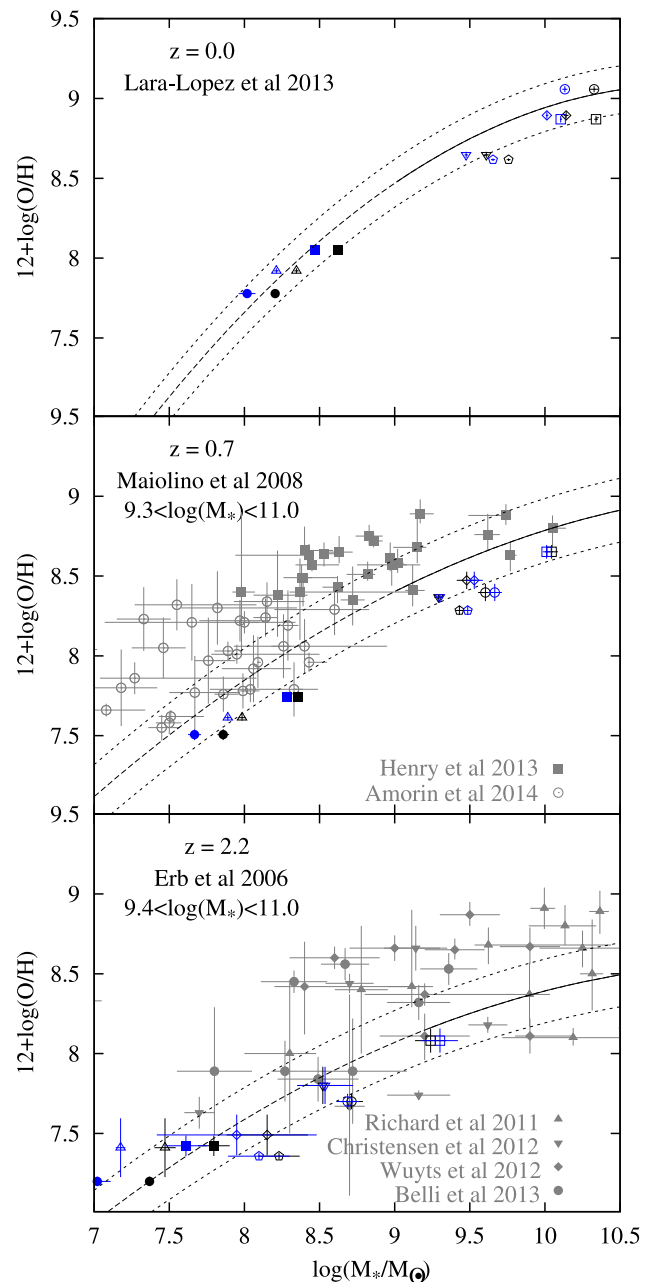 9.5
z = 0.0
Lara-Lopez et al 2013
9
8.5
12+log(O/H)
8
7.5
9.5
z = 0.7
Maiolino et al 2008
9.3<log(M*)<11.0
9
8.5
12+log(O/H)
8
7.5
Henry et al 2013
Amorin et al 2014
9.5
z = 2.2
Erb et al 2006
9.4<log(M*)<11.0
9
8.5
12+log(O/H)
8
7.5
Richard et al 2011
Christensen et al 2012
Wuyts et al 2012
Belli et al 2013
7 7.5 8 8.5 9 9.5 10 10.5
log(M*/M☉)